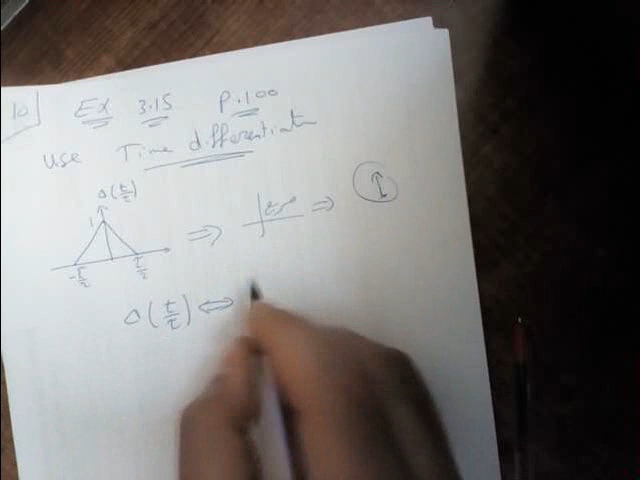 10] Ex 3.15 P.100
use Time differentiation
Δ(t/τ)
1
⇒ ⇒
-τ/2 τ/2
Δ(t/τ) ⇔